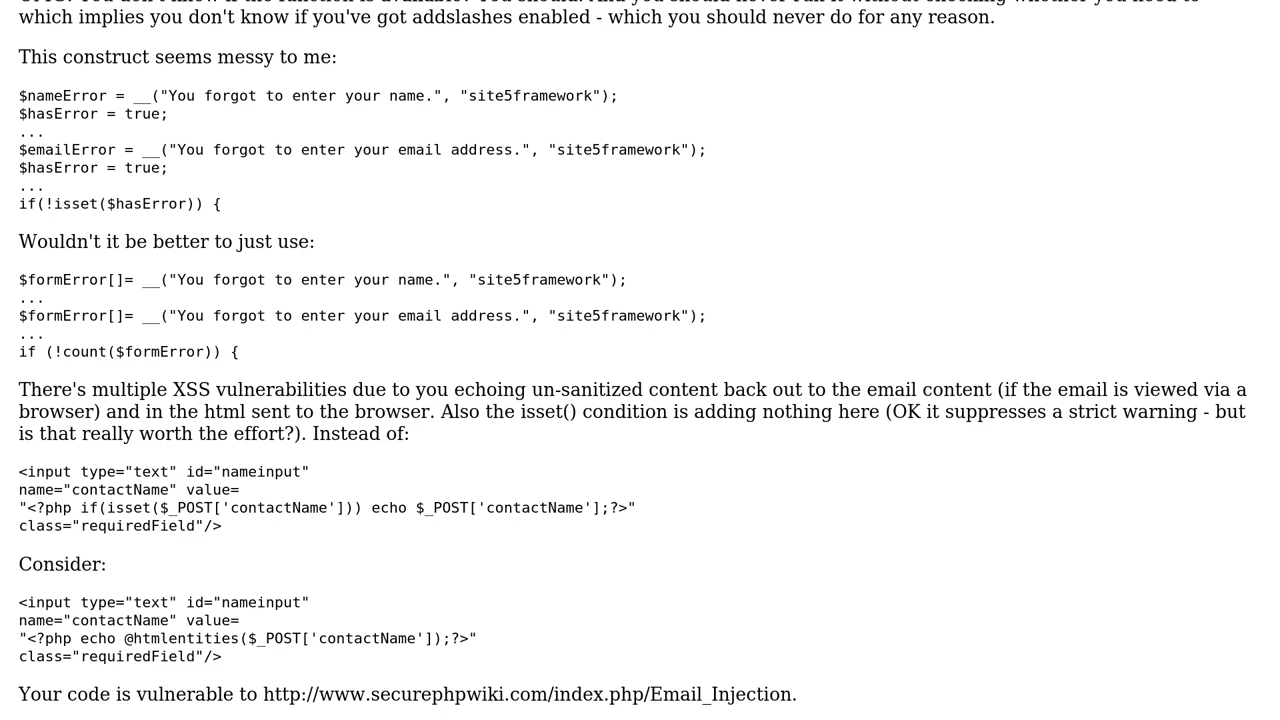 which implies you don't know if you've got addslashes enabled - which you should never do for any reason.
This construct seems messy to me:
$nameError = __("You forgot to enter your name.", "site5framework");
$hasError = true;
...
$emailError = __("You forgot to enter your email address.", "site5framework");
$hasError = true;
...
if(!isset($hasError)) {
Wouldn't it be better to just use:
$formError[]= __("You forgot to enter your name.", "site5framework");
...
$formError[]= __("You forgot to enter your email address.", "site5framework");
...
if (!count($formError)) {
There's multiple XSS vulnerabilities due to you echoing un-sanitized content back out to the email content (if the email is viewed via a
browser) and in the html sent to the browser. Also the isset() condition is adding nothing here (OK it suppresses a strict warning - but
is that really worth the effort?). Instead of:
<input type="text" id="nameinput"
name="contactName" value=
"<?php if(isset($_POST['contactName'])) echo $_POST['contactName'];?>"
class="requiredField"/>
Consider:
<input type="text" id="nameinput"
name="contactName" value=
"<?php echo @htmlentities($_POST['contactName']);?>"
class="requiredField"/>
Your code is vulnerable to http://www.securephpwiki.com/index.php/Email_Injection.